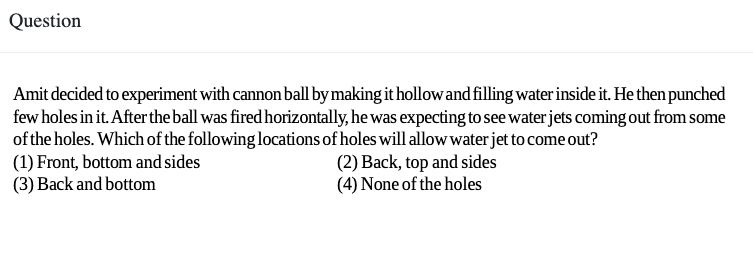 Question
Amit decided to experiment with cannon ball by making it hollow and filling water inside it. He then punched
few holes in it. After the ball was fired horizontally, he was expecting to see water jets coming out from some
of the holes. Which of the following locations of holes will allow water jet to come out?
(1) Front, bottom and sides (2) Back, top and sides
(3) Back and bottom (4) None of the holes